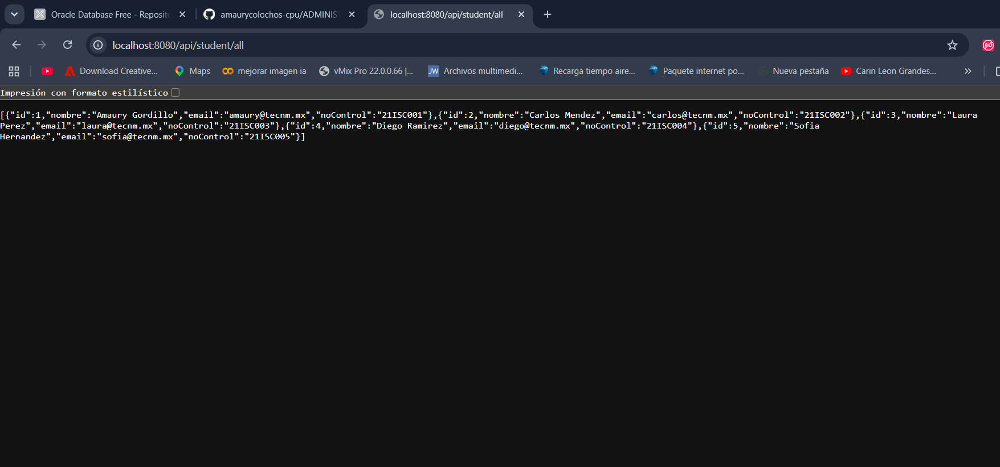 Oracle Database Free - Reposito
amaurycolochos-cpu/ADMINIS
localhost:8080/api/student/all
localhost:8080/api/student/all
Download Creative...
Maps
mejorar imagen ia
vMix Pro 22.0.0.66 |...
JW
Archivos multimedi...
Recarga tiempo aire...
Paquete internet po...
Nueva pestaña
Carin Leon Grandes...
Impresión con formato estilístico
[{"id":1,"nombre":"Amaury Gordillo","email":"amaury@tecnm.mx","noControl":"21ISC001"},{"id":2,"nombre":"Carlos Mendez","email":"carlos@tecnm.mx","noControl":"21ISC002"},{"id":3,"nombre":"Laura
Perez","email":"laura@tecnm.mx","noControl":"21ISC003"},{"id":4,"nombre":"Diego Ramirez","email":"diego@tecnm.mx","noControl":"21ISC004"},{"id":5,"nombre":"Sofia
Hernandez","email":"sofia@tecnm.mx","noControl":"21ISC005"}]